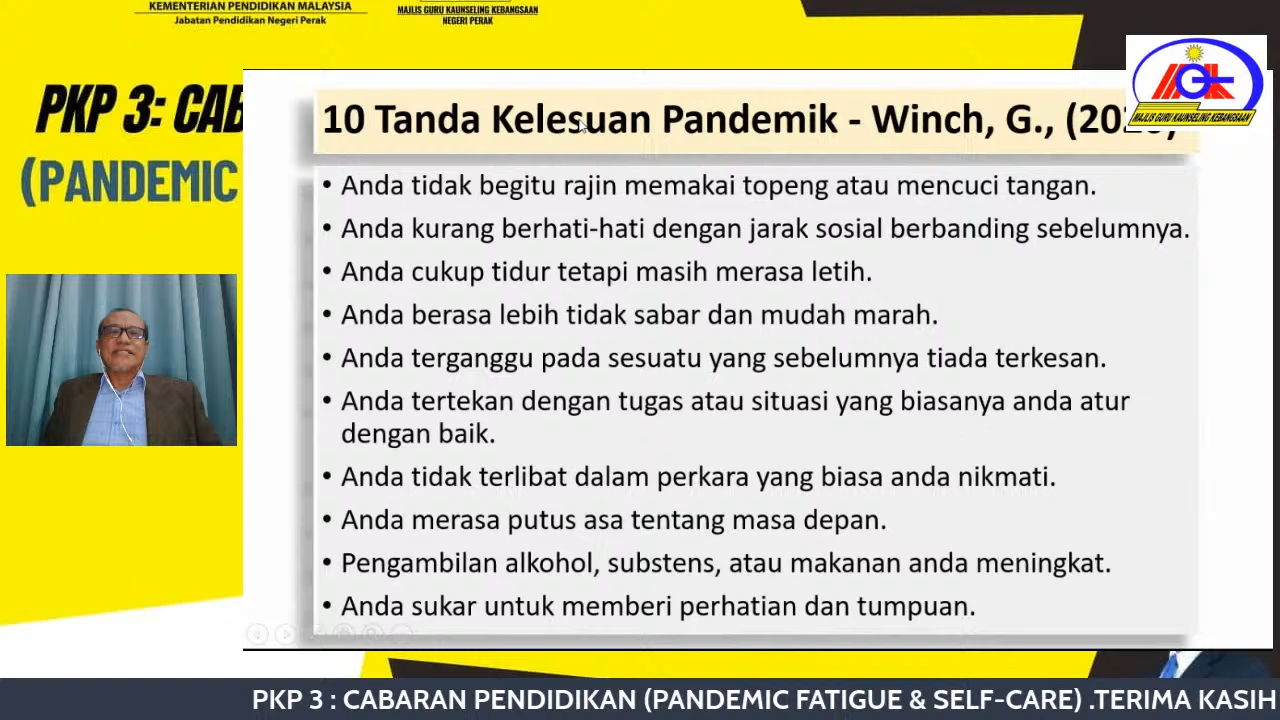 KEMENTERIAN PENDIDIKAN MALAYSIA
Jabatan Pendidikan Negeri Perak
MAJLIS GURU KAUNSELING KEBANGSAAN
NEGERI PERAK
PKP 3: CAB
(PANDEMIC
10 Tanda Kelesuan Pandemik - Winch, G.,
MAJLIS GURU KAUNSELING KEBANGSAAN
• Anda tidak begitu rajin memakai topeng atau mencuci tangan.
• Anda kurang berhati-hati dengan jarak sosial berbanding sebelumnya.
• Anda cukup tidur tetapi masih merasa letih.
• Anda berasa lebih tidak sabar dan mudah marah.
• Anda terganggu pada sesuatu yang sebelumnya tiada terkesan.
• Anda tertekan dengan tugas atau situasi yang biasanya anda atur
dengan baik.
• Anda tidak terlibat dalam perkara yang biasa anda nikmati.
• Anda merasa putus asa tentang masa depan.
• Pengambilan alkohol, substens, atau makanan anda meningkat.
• Anda sukar untuk memberi perhatian dan tumpuan.
PKP 3 : CABARAN PENDIDIKAN (PANDEMIC FATIGUE & SELF-CARE) .TERIMA KASIH